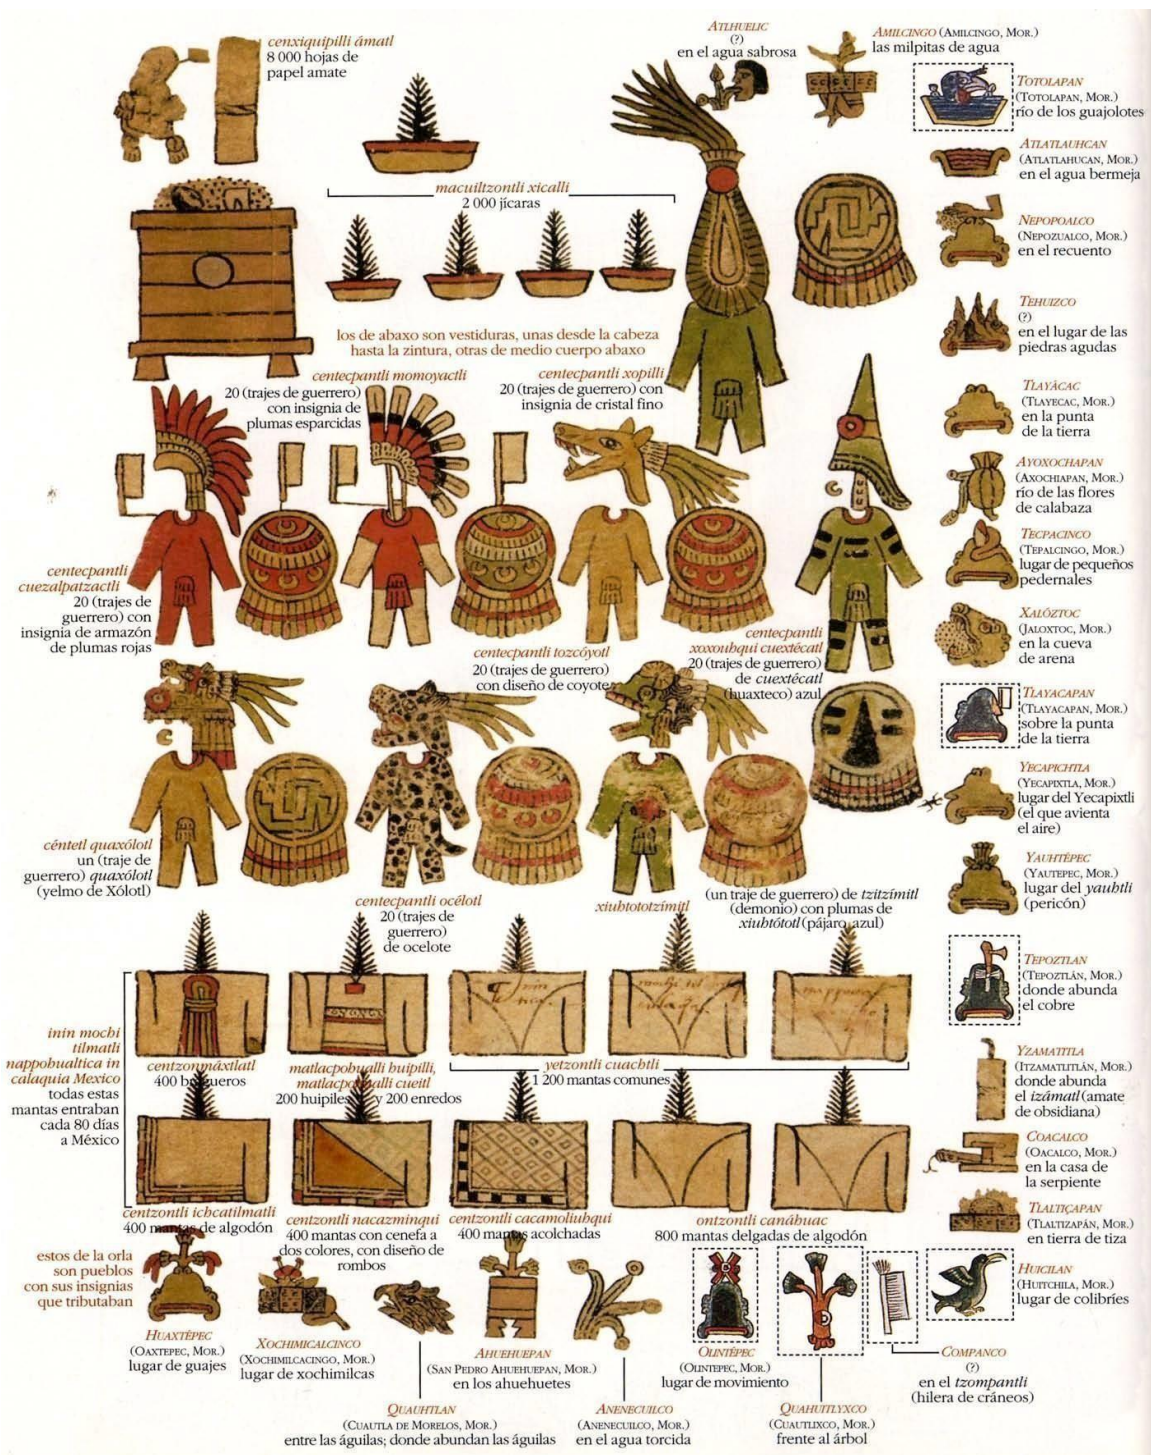 cenxiquipilli ámatl
8 000 hojas de
papel amate
ATLHUELIC
(?)
en el agua sabrosa
AMILCINGO (AMILCINGO, MOR.)
las milpitas de agua
TOTOLAPAN
(TOTOLAPAN, MOR.)
río de los guajolotes
ATLATLAUHCAN
(ATLATLAHUCAN, MOR.)
en el agua bermeja
NEPOPOALCO
(NEPOZUALCO, MOR.)
en el recuento
TEHUIZCO
(?)
en el lugar de las
piedras agudas
TLAYÀCAC
(TLAYECAC, MOR.)
en la punta
de la tierra
AYOXOCHAPAN
(AXOCHIAPAN, MOR.)
río de las flores
de calabaza
TECPACINCO
(TEPALCINGO, MOR.)
lugar de pequeños
pedernales
XALÓZTOC
(JALOXTOC, MOR.)
en la cueva
de arena
TLAYACAPAN
(TLAYACAPAN, MOR.)
sobre la punta
de la tierra
YECAPICHTLA
(YECAPIXTLA, MOR.)
lugar del Yecapixtli
(el que avienta
el aire)
YAUHTÉPEC
(YAUTEPEC, MOR.)
lugar del yauhtli
(pericón)
TEPOZTLAN
(TEPOZTLÁN, MOR.)
donde abunda
el cobre
YZAMATITLA
(ITZAMATLITLÁN, MOR.)
donde abunda
el izámatl (amate
de obsidiana)
COACALCO
(OACALCO, MOR.)
en la casa de
la serpiente
TLALTIÇAPAN
(TLALTIZAPÁN, MOR.)
en tierra de tiza
HUICILAN
(HUITCHILA, MOR.)
lugar de colibríes
macuiltzontli xicalli
2 000 jícaras
los de abajo son vestiduras, unas desde la cabeza
hasta la zintura, otras de medio cuerpo abaxo
centecpantli momoyactli
20 (trajes de guerrero)
con insignia de
plumas esparcidas
centecpantli xopilli
20 (trajes de guerrero) con
insignia de cristal fino
centecpantli
cuezalpatzactli
20 (trajes de
guerrero) con
insignia de armazón
de plumas rojas
centecpantli tozcóyotl
20 (trajes de guerrero)
con diseño de coyote
centecpantli
xoxouhqui cuextécatl
20 (trajes de guerrero)
de cuextécatl
(huaxteco) azul
céntetl quaxólotl
un (traje de
guerrero) quaxólotl
(yelmo de Xólotl)
centecpantli océlotl
20 (trajes de
guerrero)
de ocelote
xiuhtototzímitl
(un traje de guerrero) de tzitzímitl
(demonio) con plumas de
xiuhtótotl (pájaro azul)
inin mochi
tilmatli
nappohualtica in
calaquia Mexico
todas estas
mantas entraban
cada 80 días
a México
centzonmáxtlatl
400 bragueros
matlacpohualli huipilli,
matlacpohualli cueitl
200 huipiles y 200 enredos
yetzontli cuachtli
1 200 mantas comunes
centzontli ichcatilmatli
400 mantas de algodón
centzontli nacazminqui
400 mantas con cenefa a
dos colores, con diseño de
rombos
centzontli cacamoliuhqui
400 mantas acolchadas
ontzontli canáhuac
800 mantas delgadas de algodón
estos de la orla
son pueblos
con sus insignias
que tributaban
HUAXTÉPEC
(OAXTEPEC, MOR.)
lugar de guajes
XOCHIMICALCINCO
(XOCHIMILCACINGO, MOR.)
lugar de xochimilcas
QUAUHTLAN
(CUAUTLA DE MORELOS, MOR.)
entre las águilas; donde abundan las águilas
AHUEHUEPAN
(SAN PEDRO AHUEHUEPAN, MOR.)
en los ahuehuetes
ANENECUILCO
(ANENECUILCO, MOR.)
en el agua torcida
OLINTÉPEC
(OLINTEPEC, MOR.)
lugar de movimiento
QUAHUITLYXCO
(CUAUTLIXCO, MOR.)
frente al árbol
COMPANCO
(?)
en el tzompantli
(hilera de cráneos)